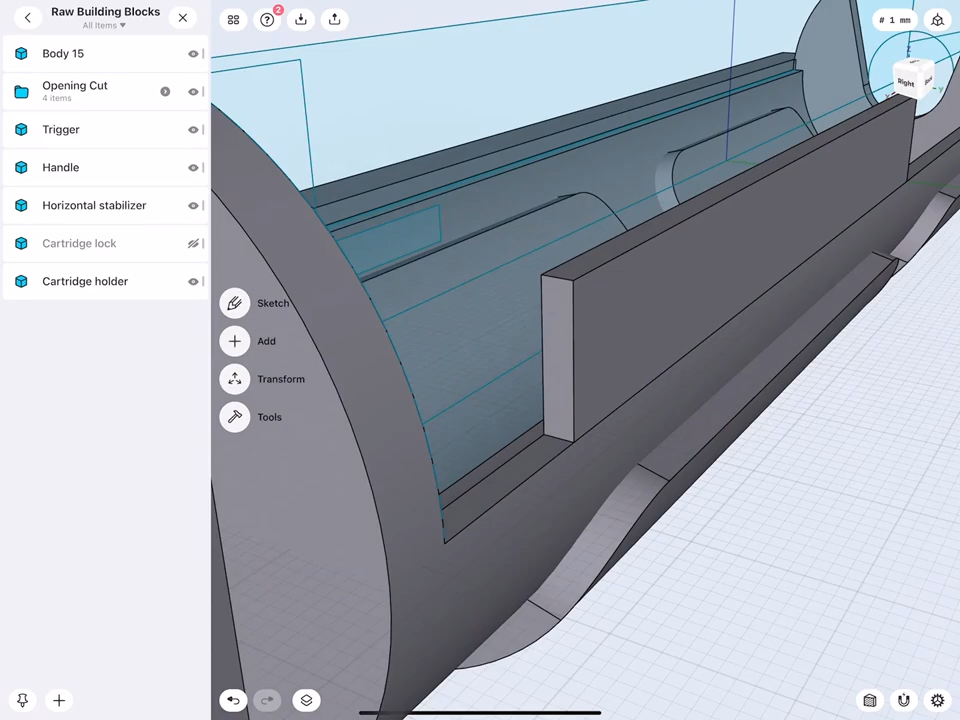 Raw Building Blocks
All Items ▼
Body 15
Opening Cut
4 items
Trigger
Handle
Horizontal stabilizer
Cartridge lock
Cartridge holder
Sketch
Add
Transform
Tools
2
# 1 mm
Z
Right
Y